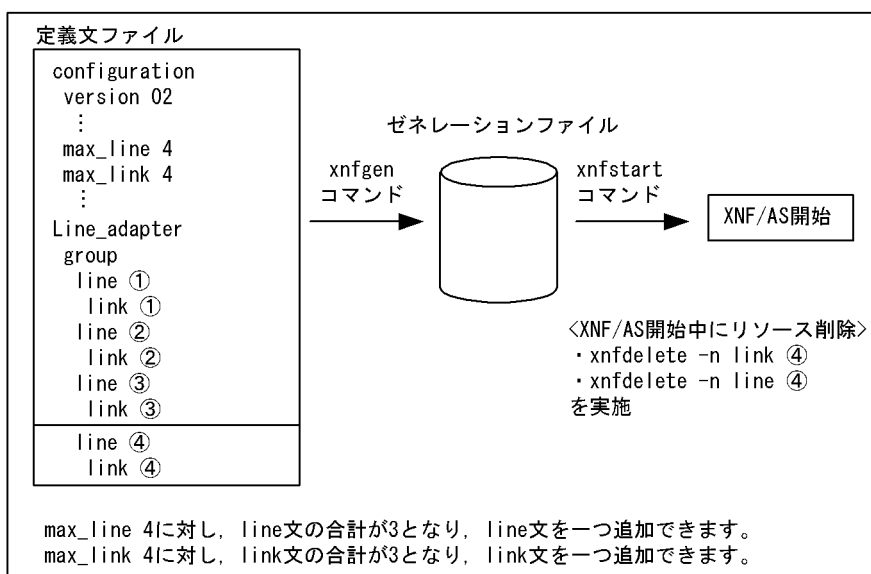 定義文ファイル
configuration
version 02
⋮
max_line 4
max_link 4
⋮
Line_adapter
group
line ①
link ①
line ②
link ②
line ③
link ③
line ④
link ④
xnfgen
コマンド
ゼネレーションファイル
xnfstart
コマンド
XNF/AS開始
<XNF/AS開始中にリソース削除>
・xnfdelete -n link ④
・xnfdelete -n line ④
を実施
max_line 4に対し，line文の合計が3となり，line文を一つ追加できます。
max_link 4に対し，link文の合計が3となり，link文を一つ追加できます。